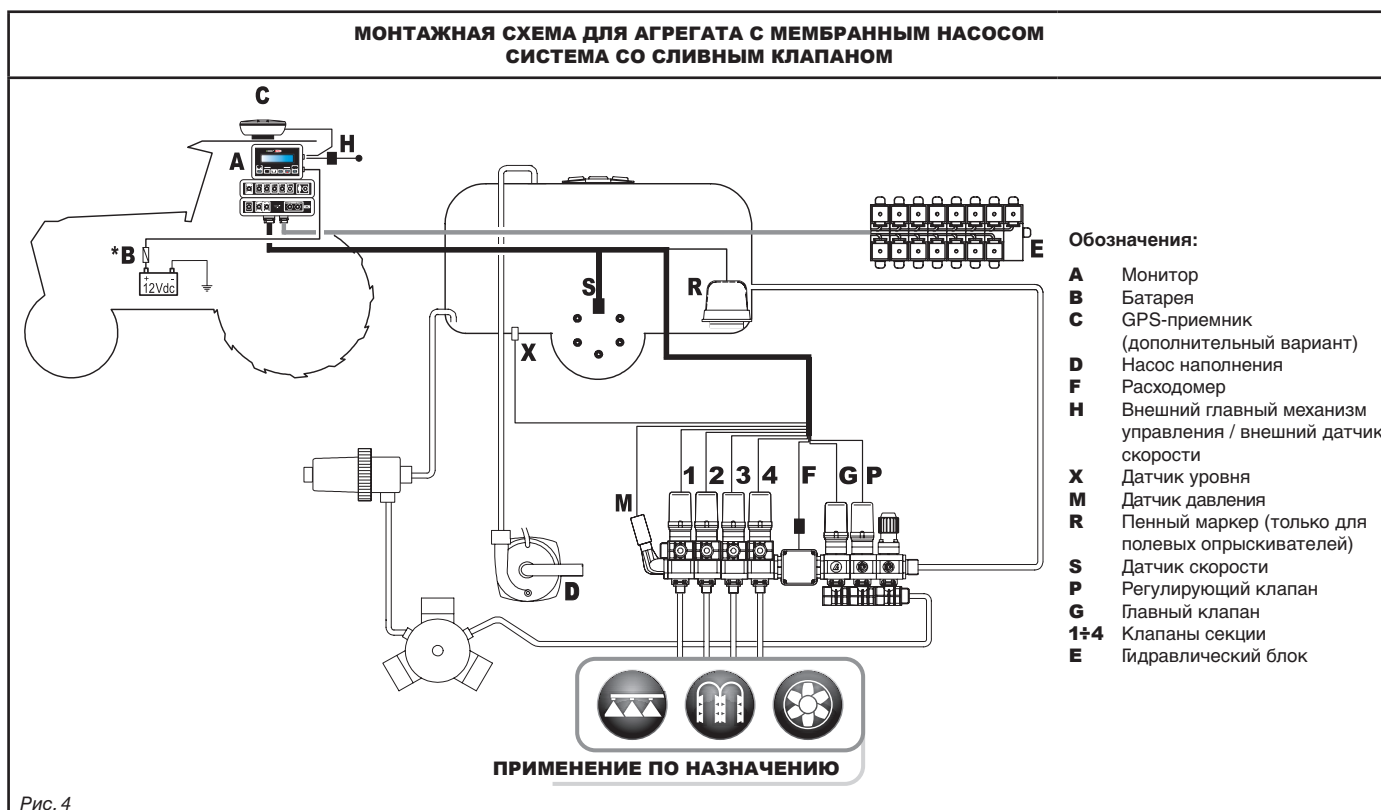 МОНТАЖНАЯ СХЕМА ДЛЯ АГРЕГАТА С МЕМБРАННЫМ НАСОСОМ
СИСТЕМА СО СЛИВНЫМ КЛАПАНОМ
C
H
A
*B
+ -
12Vdc
S
R
E
X
1 2 3 4 F G P
M
D
ПРИМЕНЕНИЕ ПО НАЗНАЧЕНИЮ
Обозначения:
A Монитор
B Батарея
C GPS-приемник
(дополнительный вариант)
D Насос наполнения
F Расходомер
H Внешний главный механизм
управления / внешний датчик
скорости
X Датчик уровня
M Датчик давления
R Пенный маркер (только для
полевых опрыскивателей)
S Датчик скорости
P Регулирующий клапан
G Главный клапан
1÷4 Клапаны секции
E Гидравлический блок
Рис. 4